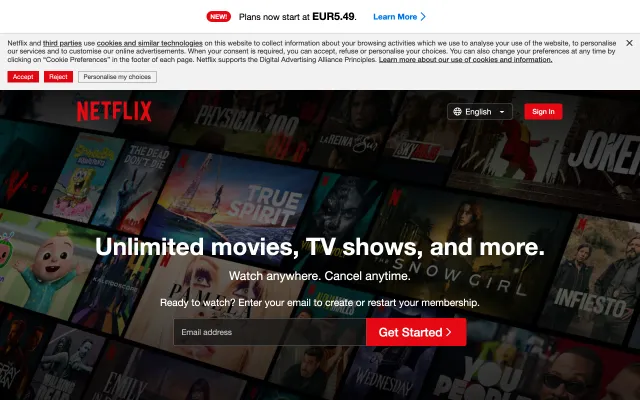 NEW! Plans now start at EUR5.49. Learn More
Netflix and third parties use cookies and similar technologies on this website to collect information about your browsing activities which we use to analyse your use of the website, to personalise
our services and to customise our online advertisements. When your consent is required, you can accept, refuse or personalise your choices. You can also change your preferences at any time by
clicking on "Cookie Preferences" in the footer of each page. Netflix supports the Digital Advertising Alliance Principles. Learn more about our use of cookies and information.
Accept Reject Personalise my choices
NETFLIX
English
Sign In
PHYSICAL
LA REINA
JOKER
THE DEAD DON'T DIE
TRUE SPIRIT
Unlimited movies, TV shows, and more.
THE SNOW GIRL
Watch anywhere. Cancel anytime.
KALEIDOSCOPE
INFIESTO
Ready to watch? Enter your email to create or restart your membership.
Email address
Get Started
EMILY
WEDNESDAY
YOU PEOPLE